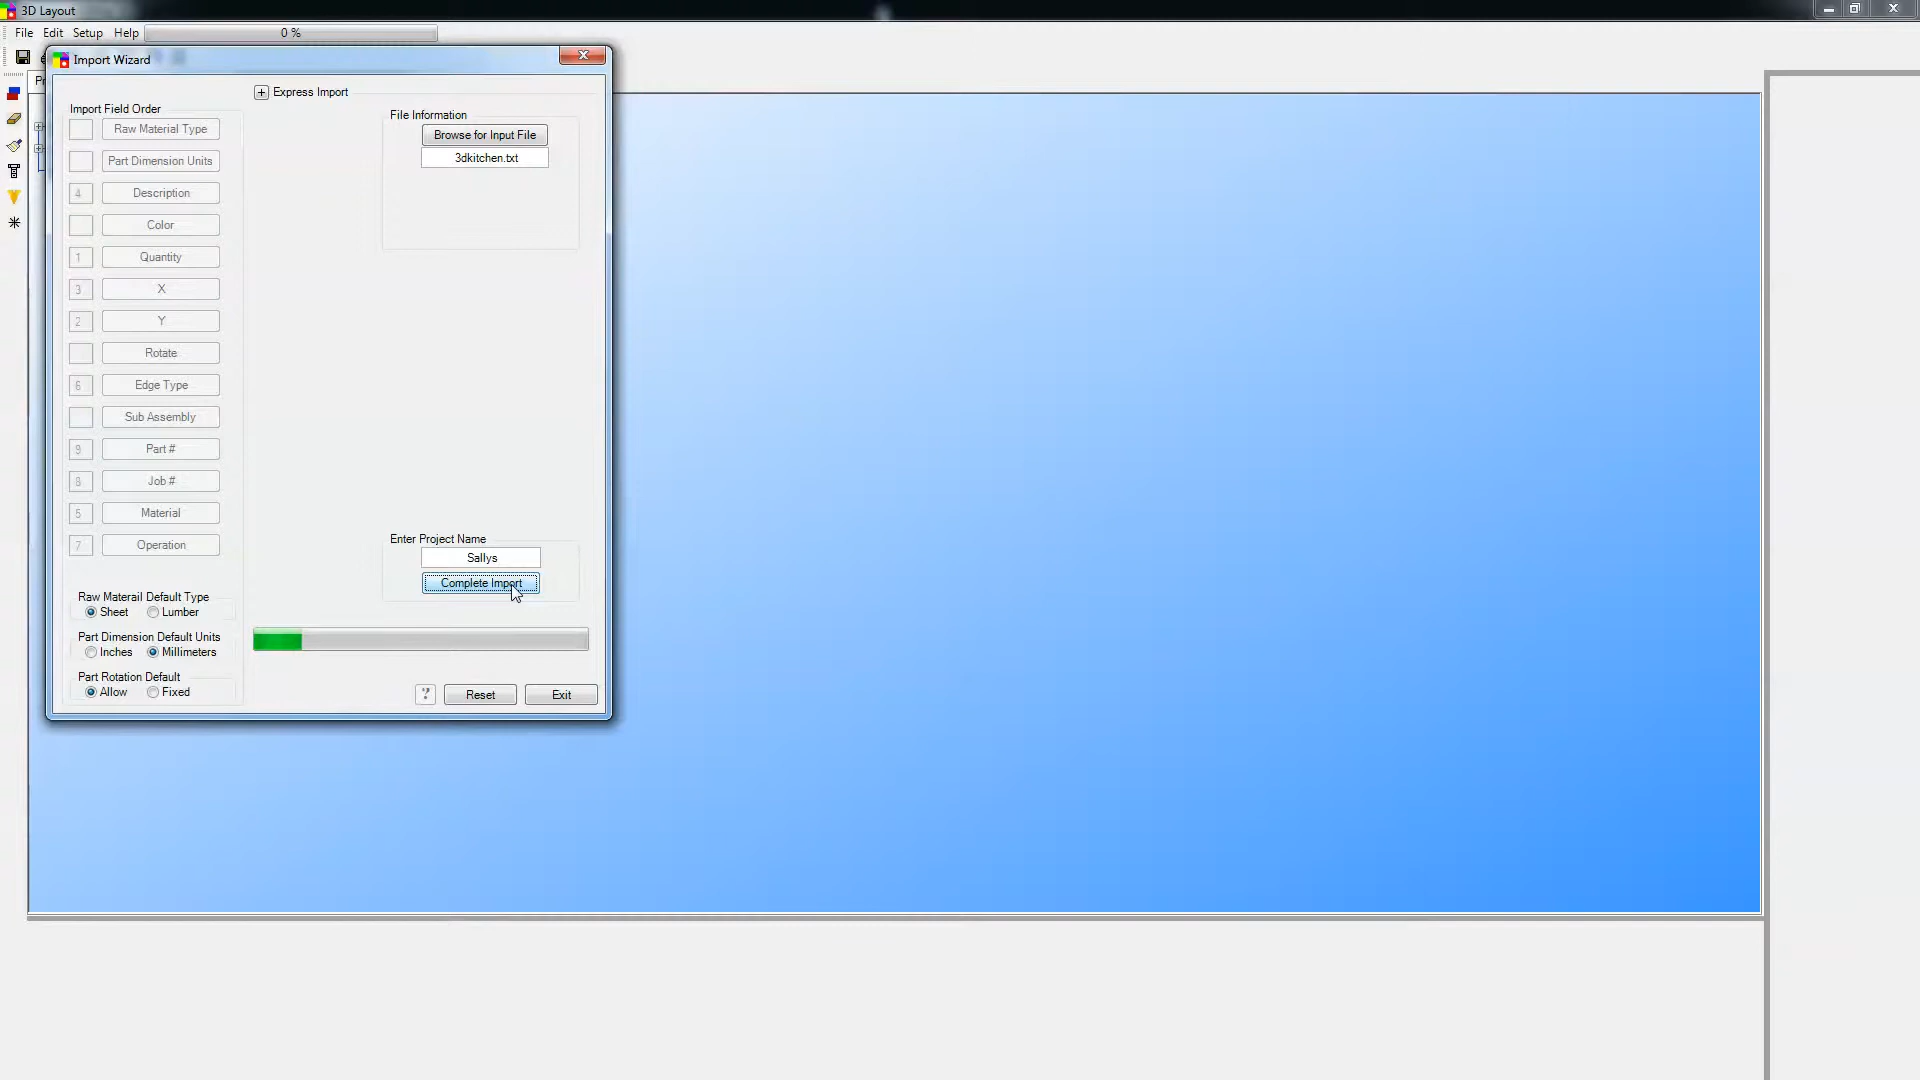 3D Layout
File Edit Setup Help 0 %
Import Wizard
Express Import
Import Field Order
File Information
Raw Material Type
Browse for Input File
3dkitchen.txt
Part Dimension Units
4 Description
Color
1 Quantity
3 X
2 Y
Rotate
6 Edge Type
Sub Assembly
9 Part #
8 Job #
5 Material
7 Operation
Enter Project Name
Sallys
Complete Import
Raw Materail Default Type
Sheet Lumber
Part Dimension Default Units
Inches Millimeters
Part Rotation Default
Allow Fixed
? Reset Exit